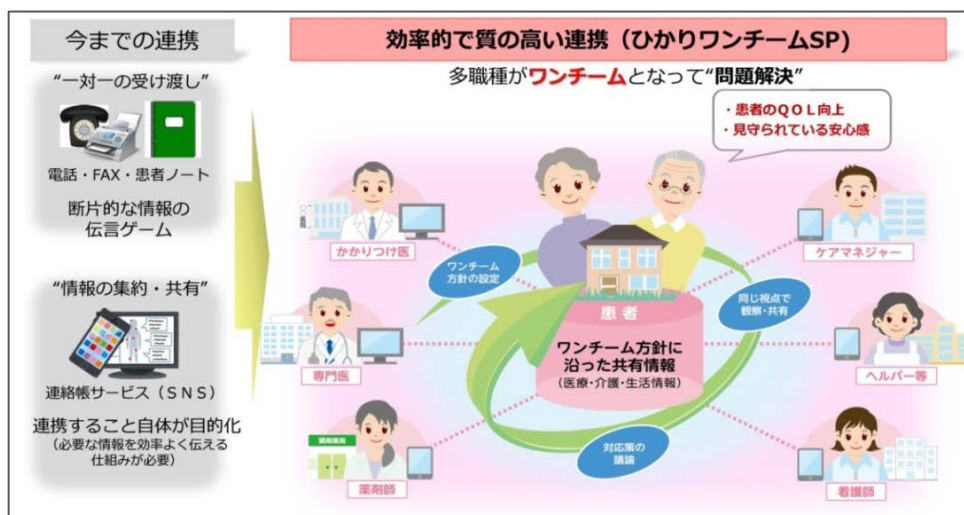 今までの連携
“一対一の受け渡し”
電話・FAX・患者ノート
断片的な情報の
伝言ゲーム
“情報の集約・共有”
連絡帳サービス（SNS）
連携すること自体が目的化
（必要な情報を効率よく伝える
仕組みが必要）
効率的で質の高い連携（ひかりワンチームSP)
多職種がワンチームとなって“問題解決”
・患者のQOL向上
・見守られている安心感
かかりつけ医
ケアマネジャー
ワンチーム
方針の設定
同じ視点で
観察・共有
患者
ワンチーム方針に
沿った共有情報
（医療・介護・生活情報）
専門医
ヘルパー等
調剤薬局
薬剤師
対応策の
議論
看護師